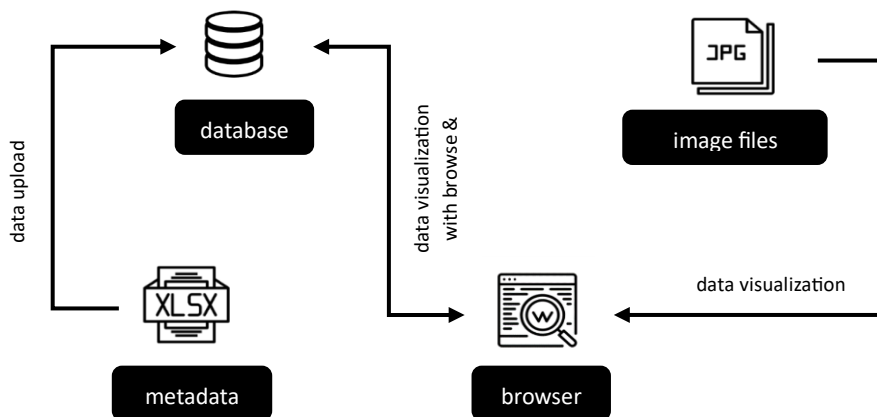 JPG
database
image files
data upload
data visualization
with browse &
data visualization
XLSX
W
metadata
browser